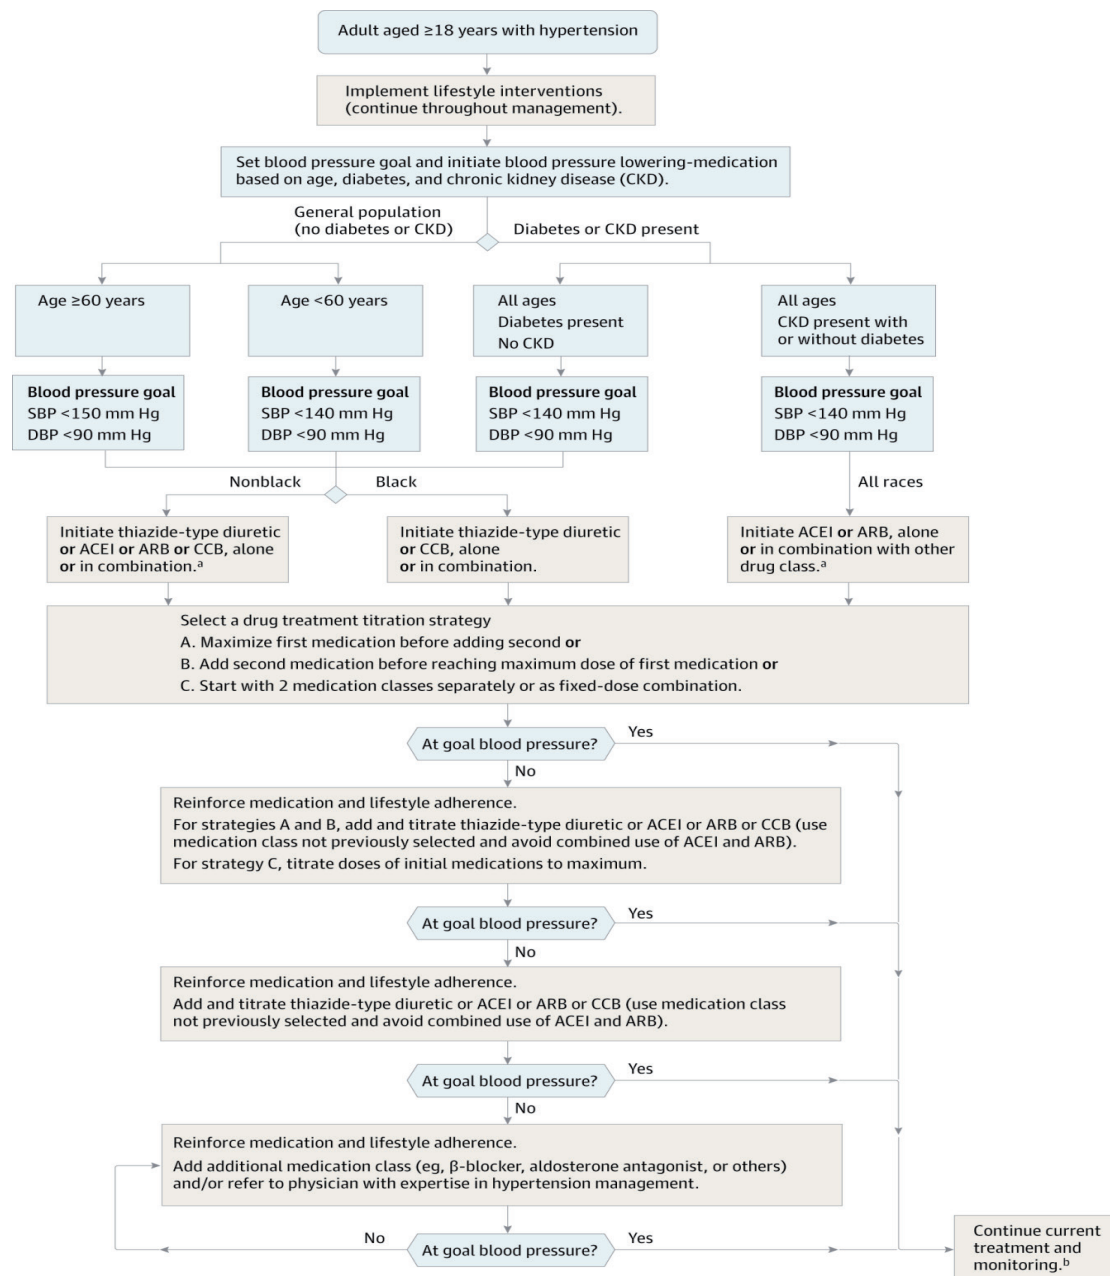 Adult aged ≥18 years with hypertension
Implement lifestyle interventions
(continue throughout management).
Set blood pressure goal and initiate blood pressure lowering-medication
based on age, diabetes, and chronic kidney disease (CKD).
General population
(no diabetes or CKD)
Diabetes or CKD present
Age ≥60 years
Age <60 years
All ages
Diabetes present
No CKD
All ages
CKD present with
or without diabetes
Blood pressure goal
SBP <150 mm Hg
DBP <90 mm Hg
Blood pressure goal
SBP <140 mm Hg
DBP <90 mm Hg
Blood pressure goal
SBP <140 mm Hg
DBP <90 mm Hg
Blood pressure goal
SBP <140 mm Hg
DBP <90 mm Hg
Nonblack
Black
All races
Initiate thiazide-type diuretic
or ACEI or ARB or CCB, alone
or in combination.ᵃ
Initiate thiazide-type diuretic
or CCB, alone
or in combination.
Initiate ACEI or ARB, alone
or in combination with other
drug class.ᵃ
Select a drug treatment titration strategy
A. Maximize first medication before adding second or
B. Add second medication before reaching maximum dose of first medication or
C. Start with 2 medication classes separately or as fixed-dose combination.
At goal blood pressure?
Yes
No
Reinforce medication and lifestyle adherence.
For strategies A and B, add and titrate thiazide-type diuretic or ACEI or ARB or CCB (use
medication class not previously selected and avoid combined use of ACEI and ARB).
For strategy C, titrate doses of initial medications to maximum.
At goal blood pressure?
Yes
No
Reinforce medication and lifestyle adherence.
Add and titrate thiazide-type diuretic or ACEI or ARB or CCB (use medication class
not previously selected and avoid combined use of ACEI and ARB).
At goal blood pressure?
Yes
No
Reinforce medication and lifestyle adherence.
Add additional medication class (eg, β-blocker, aldosterone antagonist, or others)
and/or refer to physician with expertise in hypertension management.
No
At goal blood pressure?
Yes
Continue current
treatment and
monitoring.ᵇ